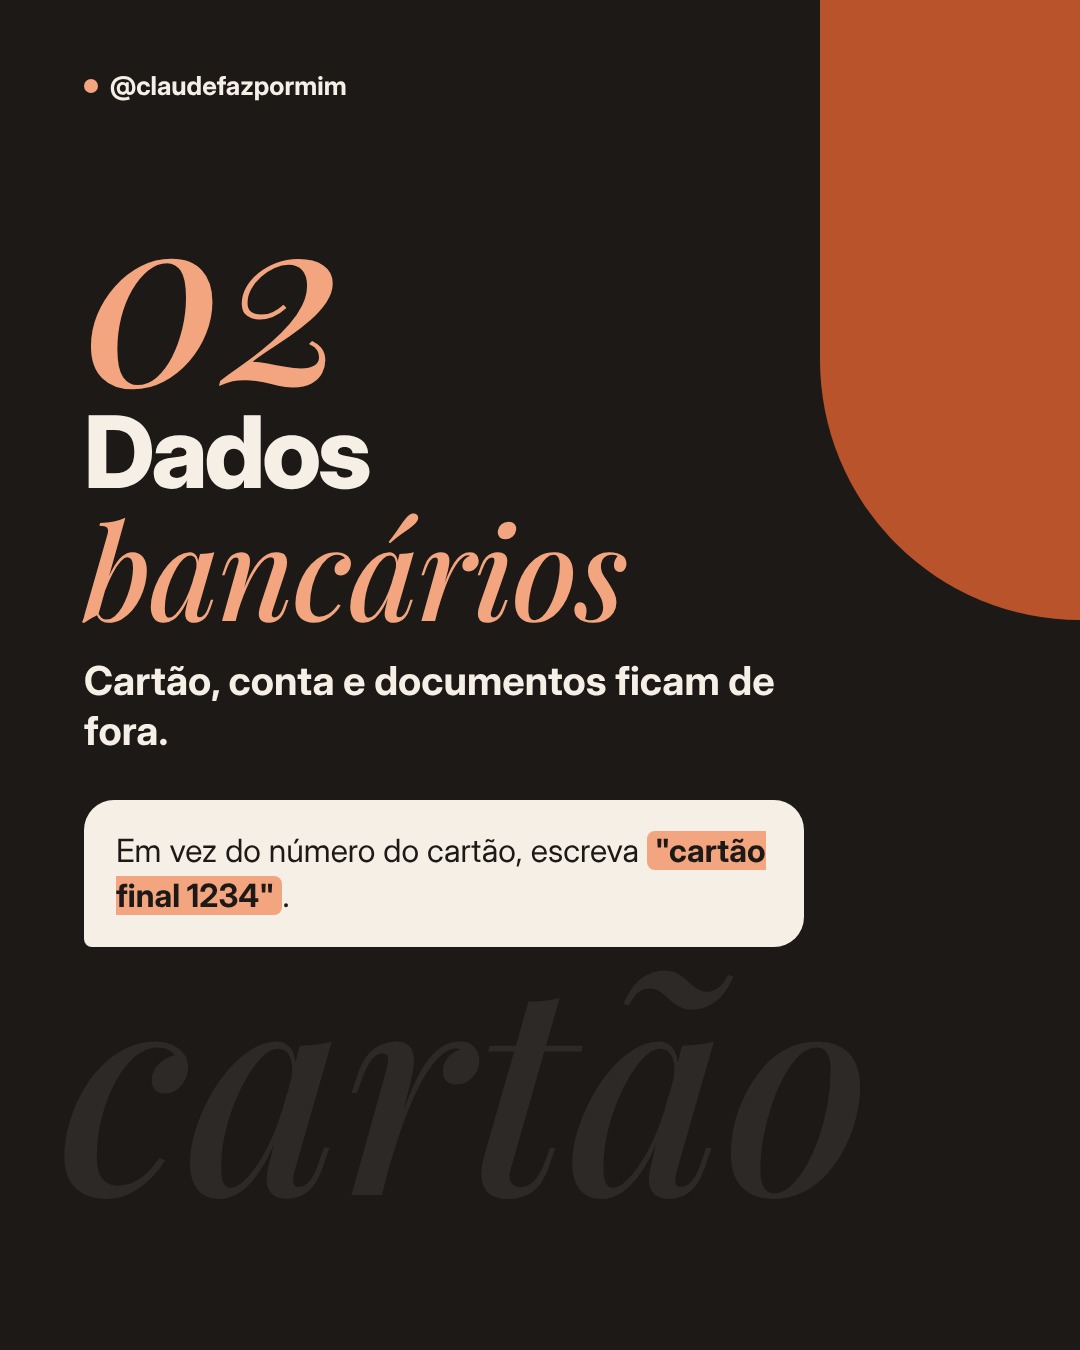 @claudefazpormim
02
Dados
bancários
Cartão, conta e documentos ficam de
fora.
Em vez do número do cartão, escreva "cartão
final 1234" .
cartão